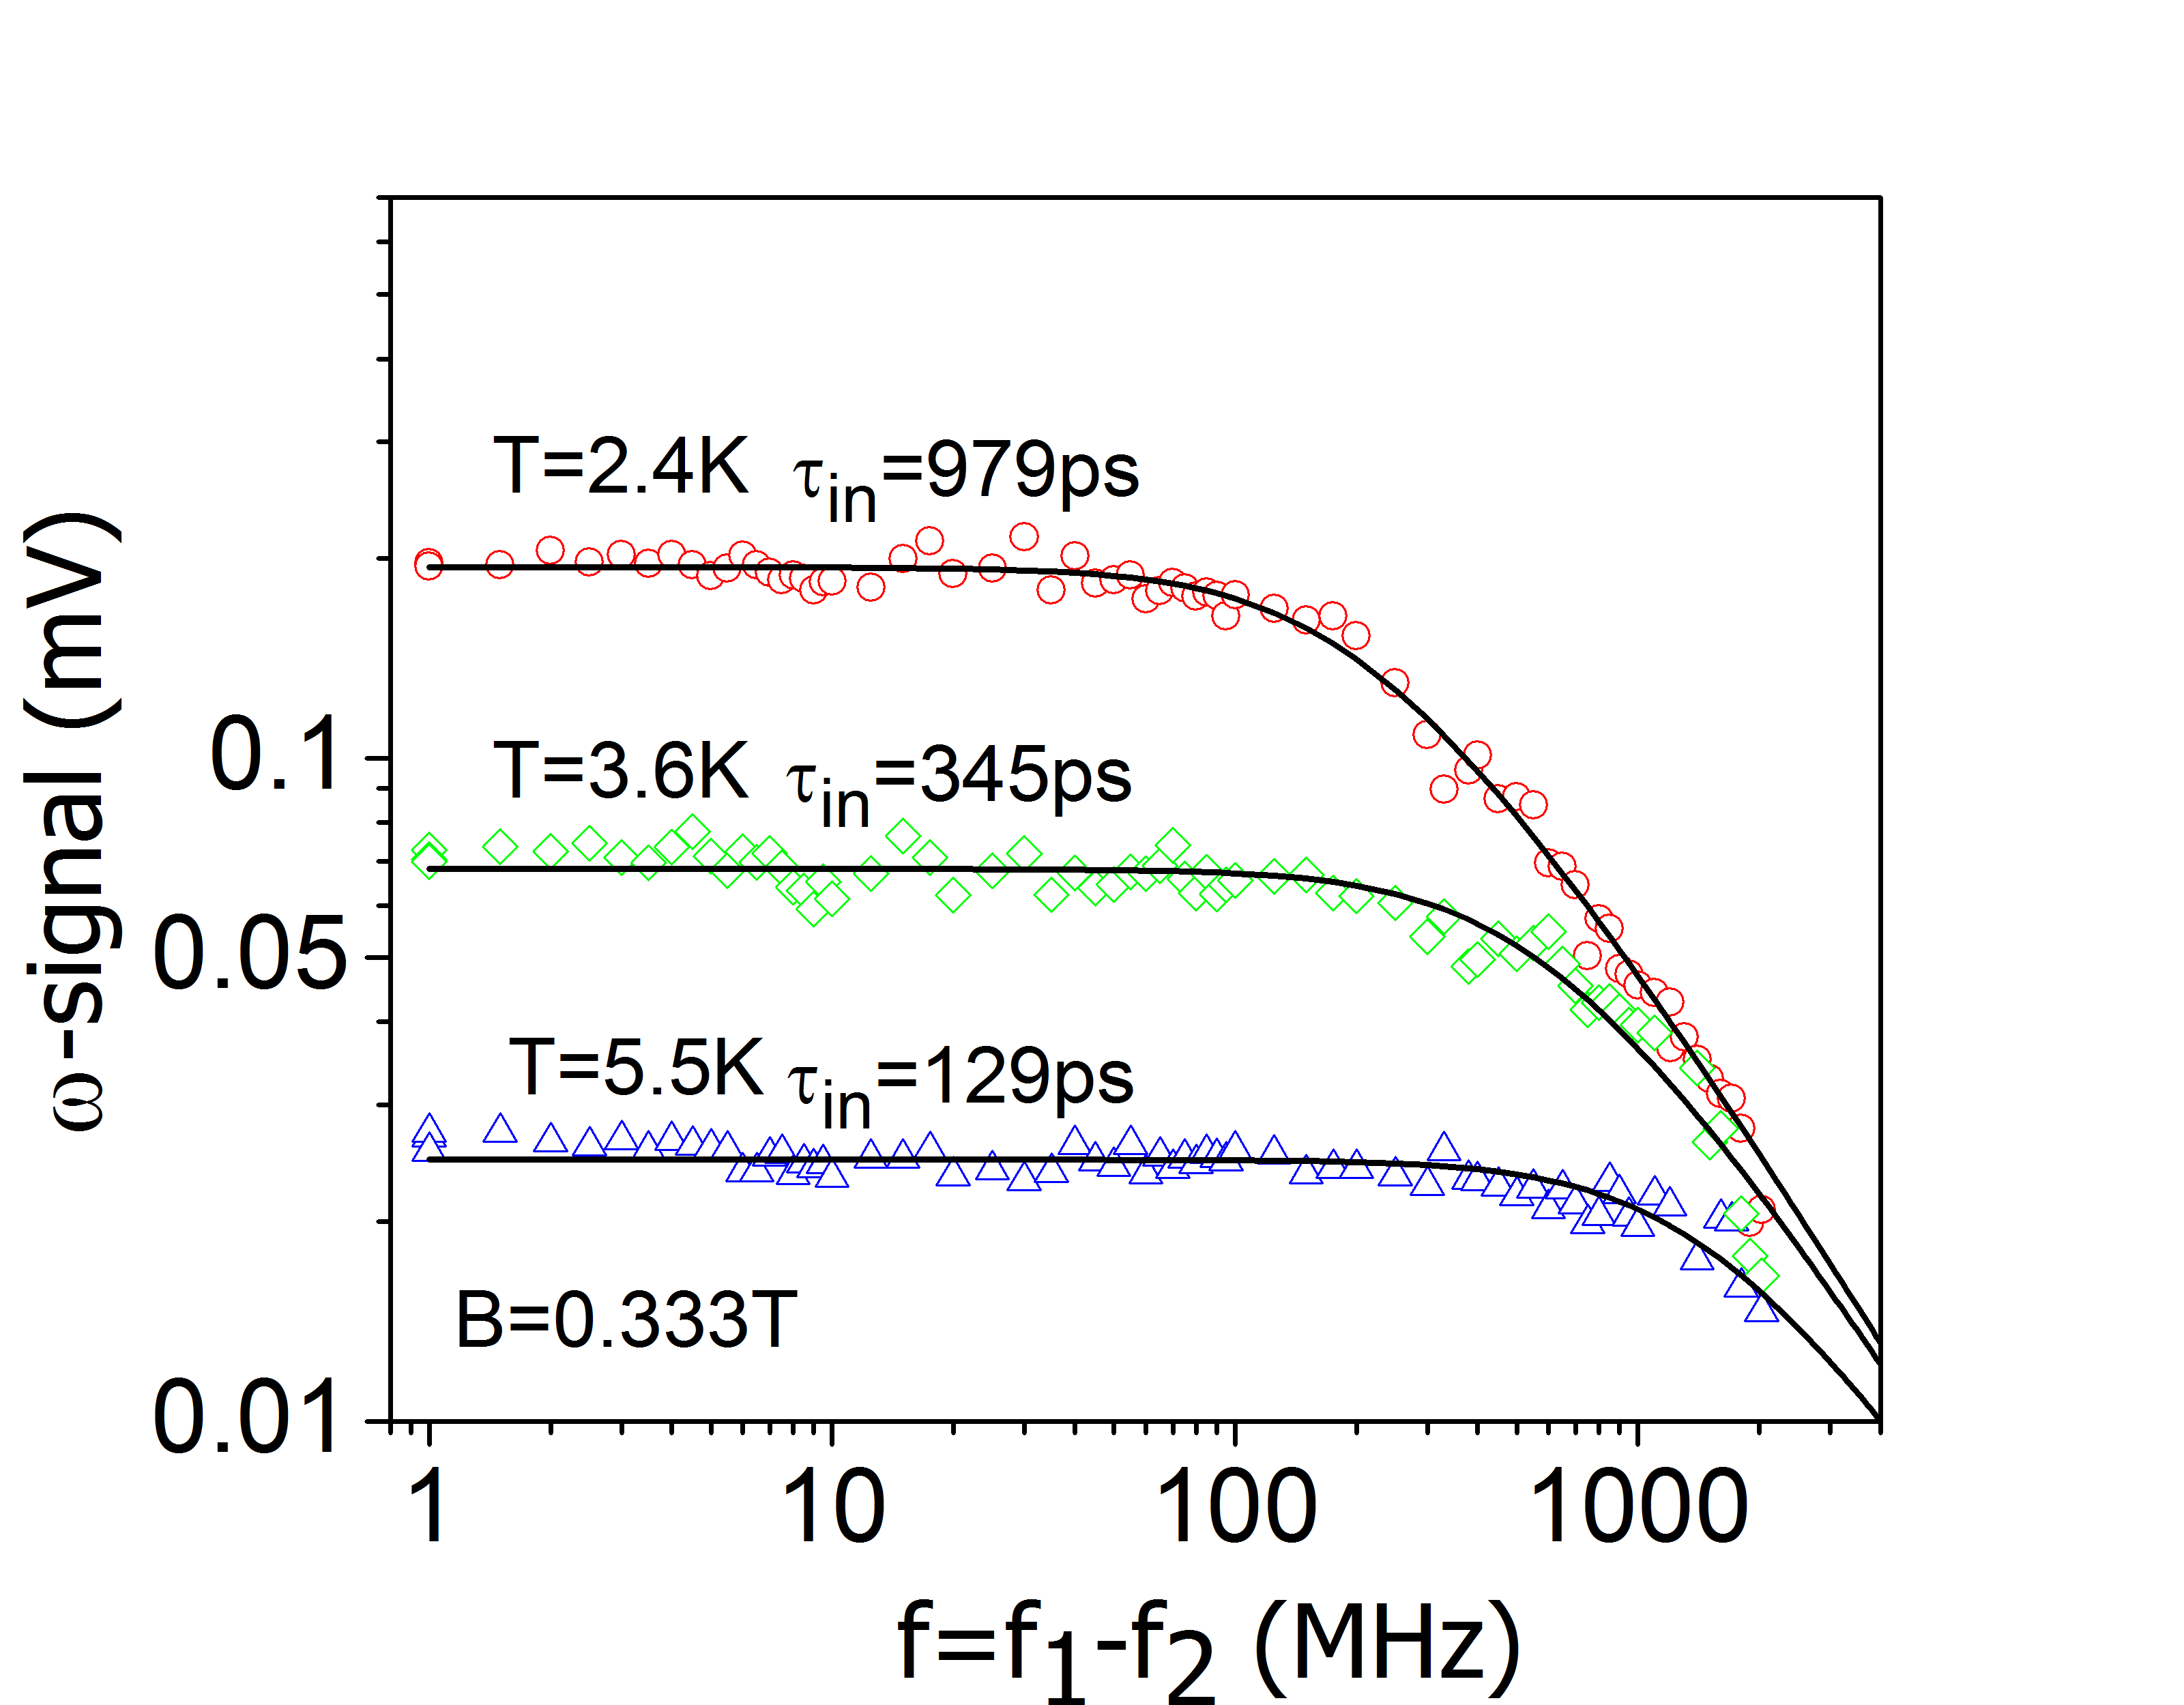 T=2.4K τin=979ps
T=3.6K τin=345ps
T=5.5K τin=129ps
B=0.333T
ω-signal (mV)
0.1
0.05
0.01
1 10 100 1000
f=f1-f2 (MHz)